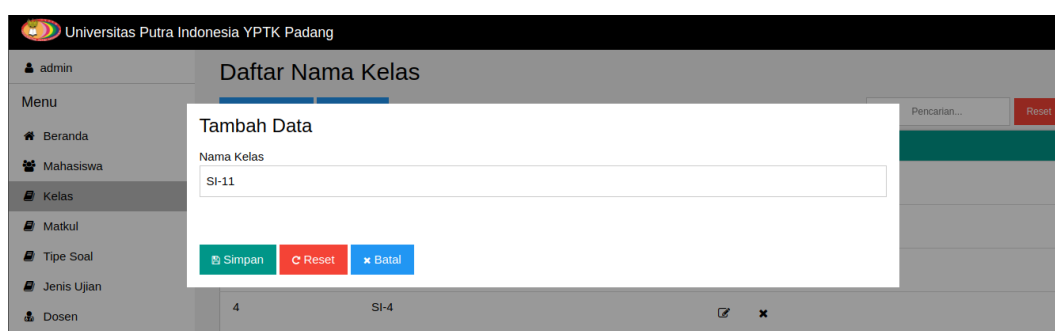 Universitas Putra Indonesia YPTK Padang
admin
Daftar Nama Kelas
Menu
Pencarian...
Reset
Beranda
Mahasiswa
Kelas
Matkul
Tipe Soal
Jenis Ujian
Dosen
Tambah Data
Nama Kelas
SI-11
Simpan Reset Batal
4 SI-4